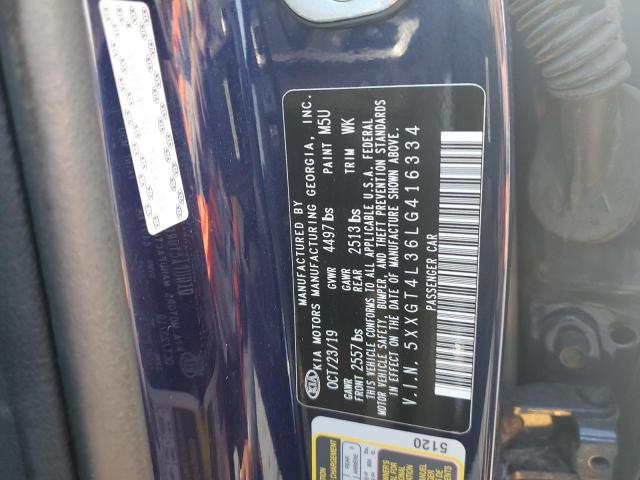 MANUFACTURED BY
KIA KIA MOTORS MANUFACTURING GEORGIA, INC.
OCT/23/19 GVWR 4497 lbs PAINT M5U
GAWR FRONT 2557 lbs GAWR REAR 2513 lbs TRIM WK
THIS VEHICLE CONFORMS TO ALL APPLICABLE U.S.A. FEDERAL
MOTOR VEHICLE SAFETY, BUMPER, AND THEFT PREVENTION STANDARDS
IN EFFECT ON THE DATE OF MANUFACTURE SHOWN ABOVE.
V.I.N. 5XXGT4L36LG416334
PASSENGER CAR
5120